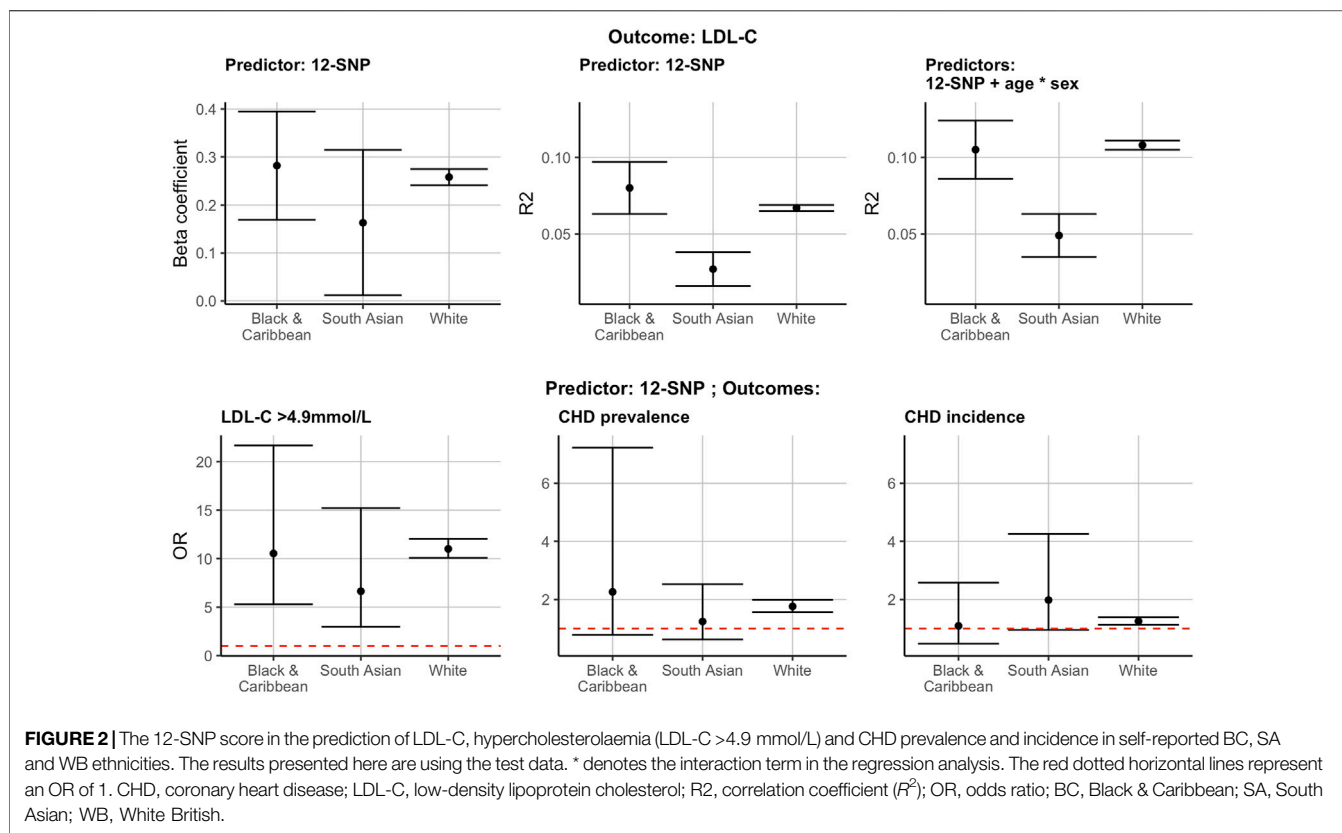 Outcome: LDL-C
Predictor: 12-SNP
Beta coefficient
0.4
0.3
0.2
0.1
0.0
Black &
Caribbean
South Asian
White
Predictor: 12-SNP
R2
0.10
0.05
Black &
Caribbean
South Asian
White
Predictors:
12-SNP + age * sex
R2
0.10
0.05
Black &
Caribbean
South Asian
White
Predictor: 12-SNP ; Outcomes:
LDL-C >4.9mmol/L
OR
20
15
10
5
0
Black &
Caribbean
South Asian
White
CHD prevalence
6
4
2
Black &
Caribbean
South Asian
White
CHD incidence
6
4
2
Black &
Caribbean
South Asian
White
FIGURE 2 | The 12-SNP score in the prediction of LDL-C, hypercholesterolaemia (LDL-C >4.9 mmol/L) and CHD prevalence and incidence in self-reported BC, SA
and WB ethnicities. The results presented here are using the test data. * denotes the interaction term in the regression analysis. The red dotted horizontal lines represent
an OR of 1. CHD, coronary heart disease; LDL-C, low-density lipoprotein cholesterol; R2, correlation coefficient (R²); OR, odds ratio; BC, Black & Caribbean; SA, South
Asian; WB, White British.